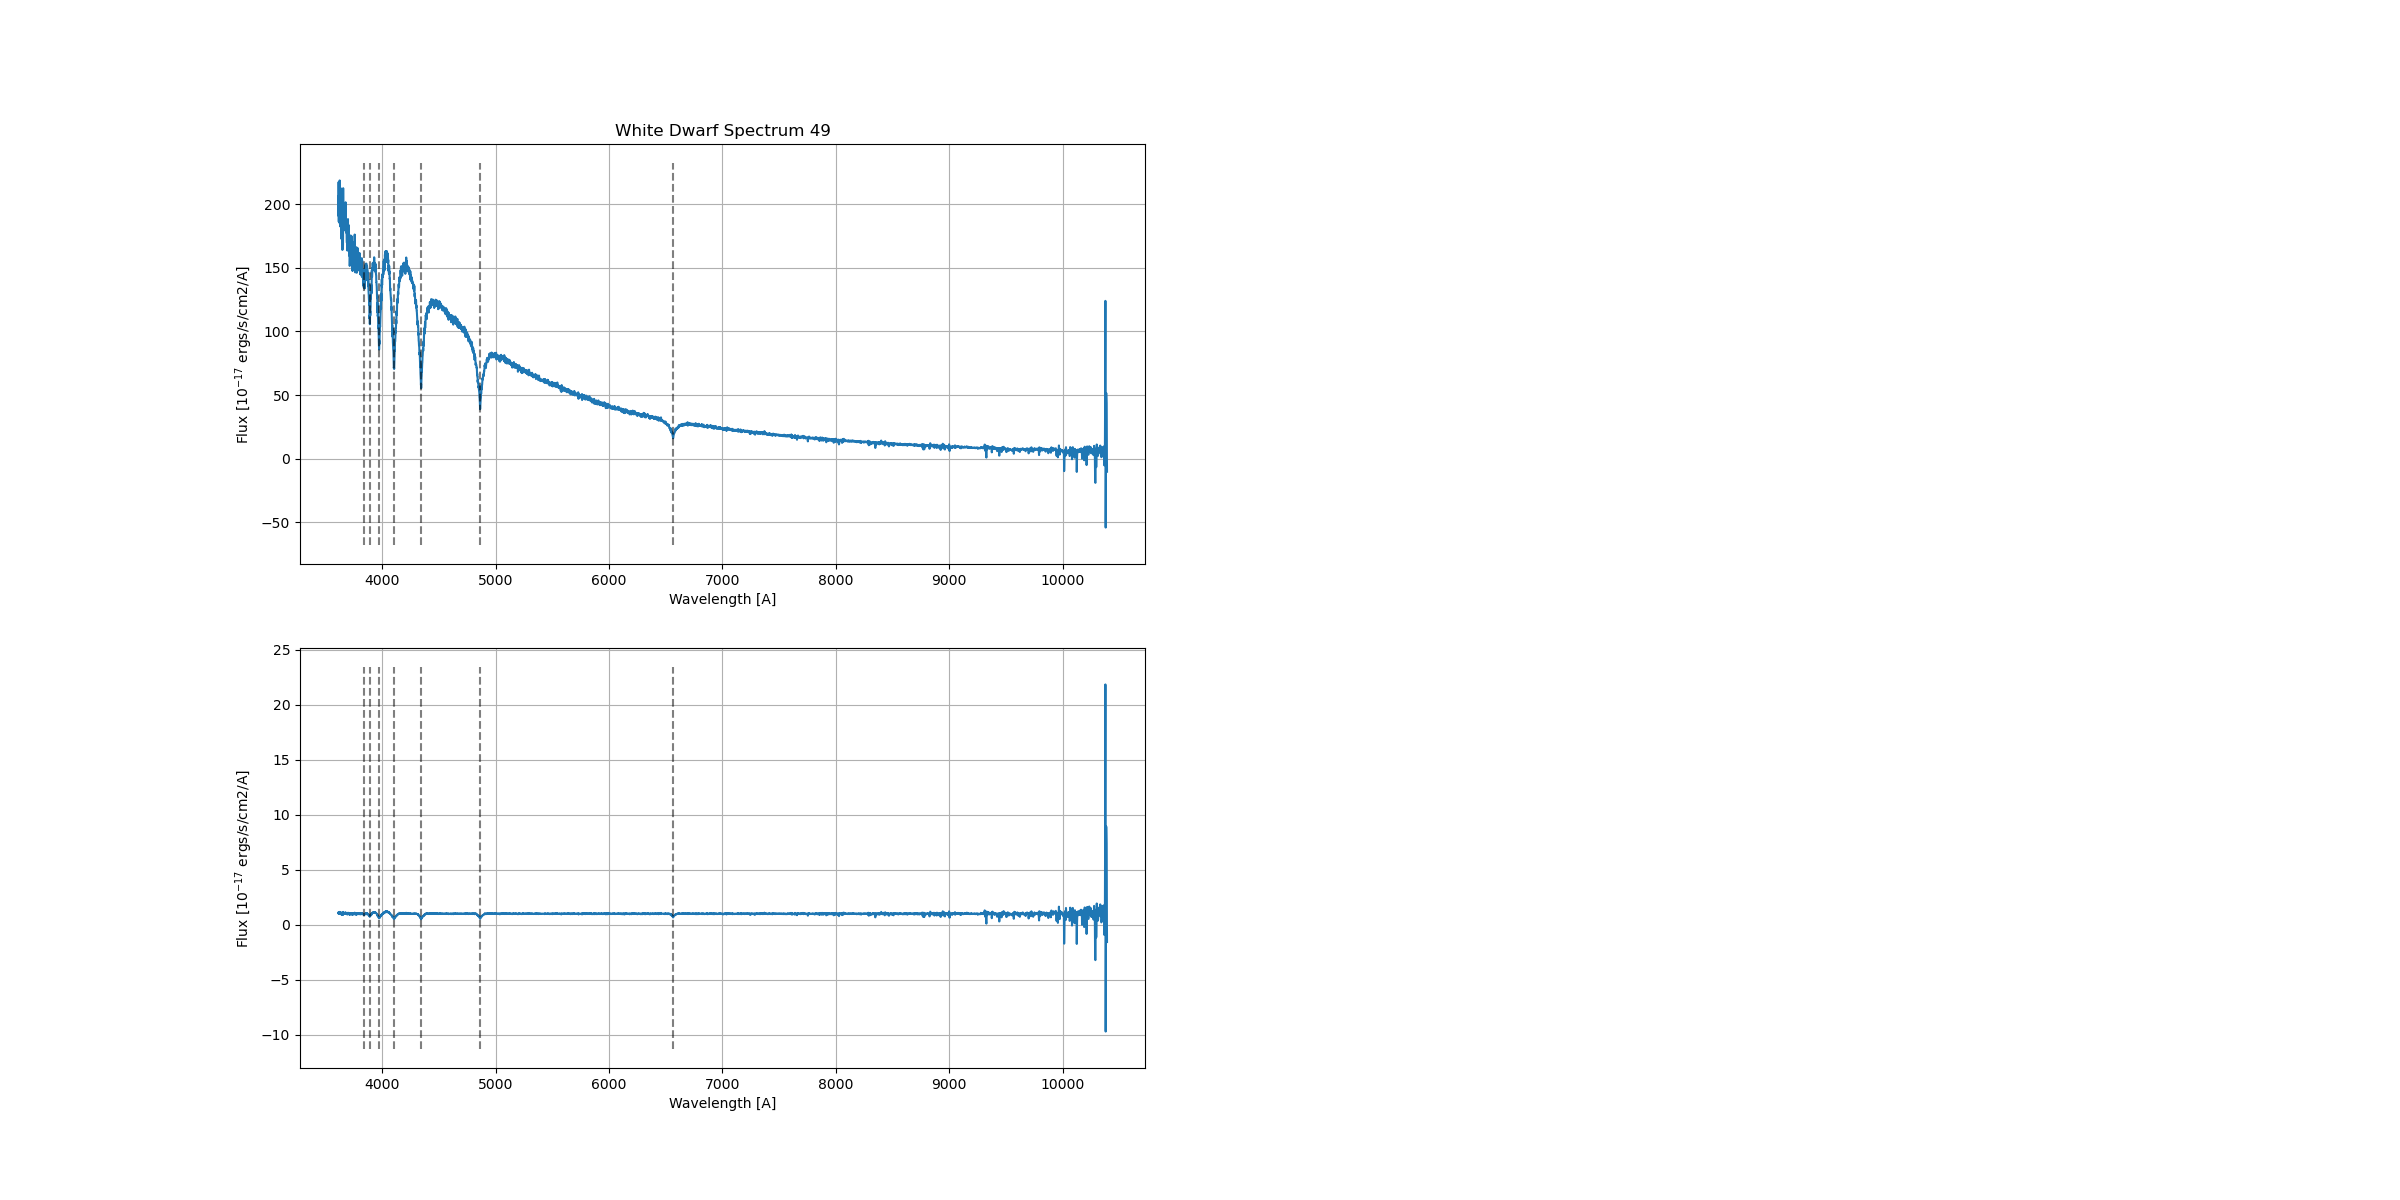 White Dwarf Spectrum 49
Flux [10⁻¹⁷ ergs/s/cm2/A]
200
150
100
50
0
−50
4000 5000 6000 7000 8000 9000 10000
Wavelength [A]
Flux [10⁻¹⁷ ergs/s/cm2/A]
25
20
15
10
5
0
−5
−10
4000 5000 6000 7000 8000 9000 10000
Wavelength [A]